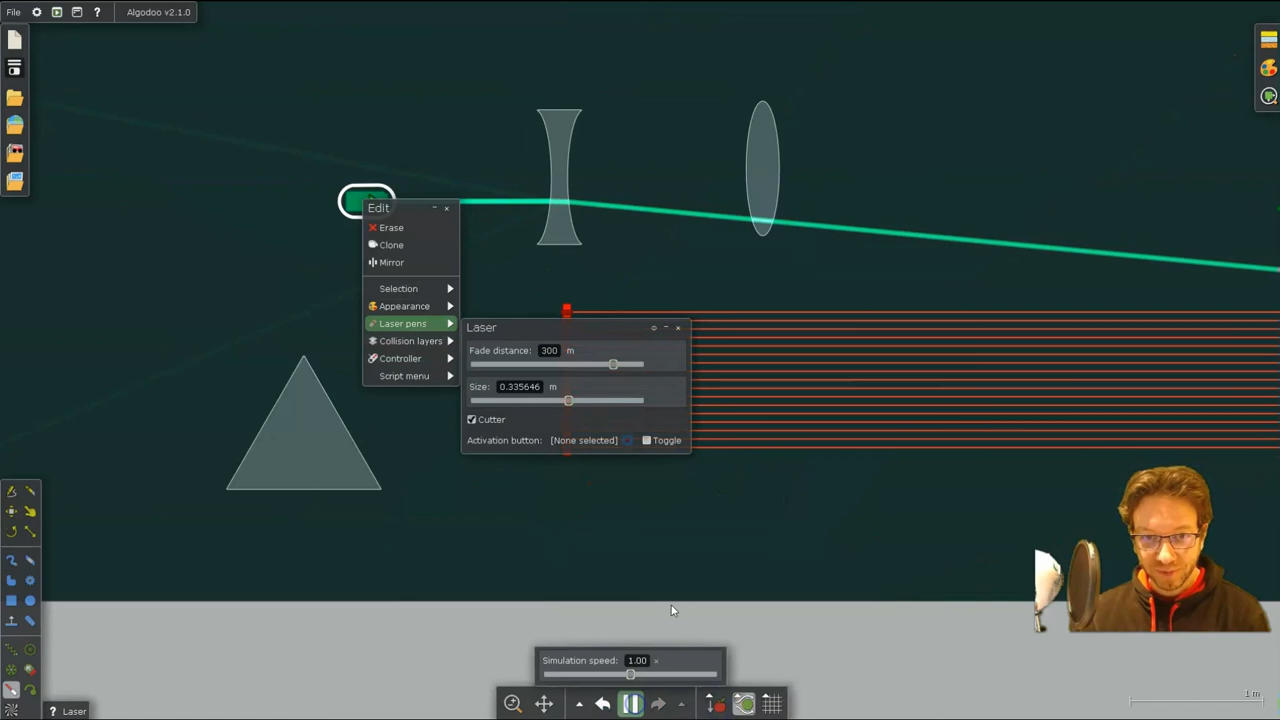 File ? Algodoo v2.1.0
Edit
Erase
Clone
Mirror
Selection
Appearance
Laser pens
Collision layers
Controller
Script menu
Laser
Fade distance: 300 m
Size: 0.335646 m
Cutter
Activation button: [None selected] Toggle
Simulation speed: 1.00 x
? Laser
1 m